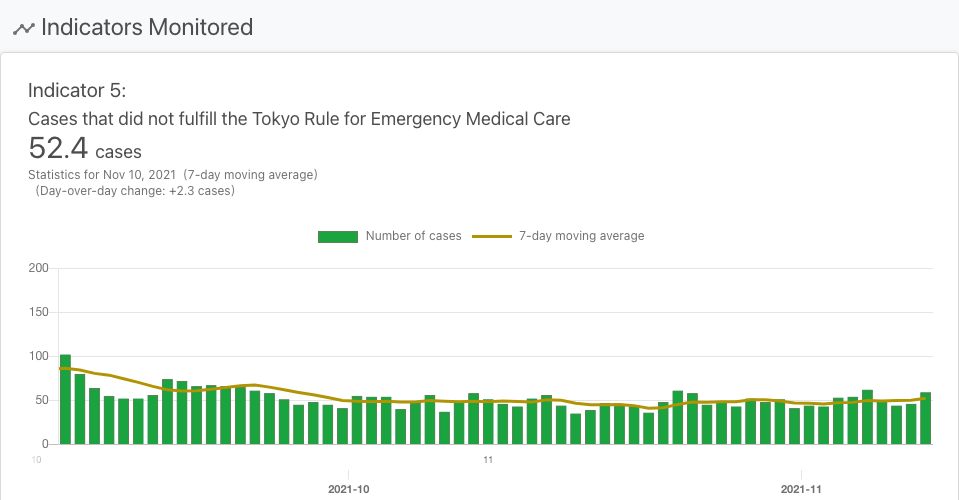 Indicators Monitored
Indicator 5:
Cases that did not fulfill the Tokyo Rule for Emergency Medical Care
52.4 cases
Statistics for Nov 10, 2021 (7-day moving average)
(Day-over-day change: +2.3 cases)
Number of cases 7-day moving average
200
150
100
50
0
10 11
2021-10 2021-11